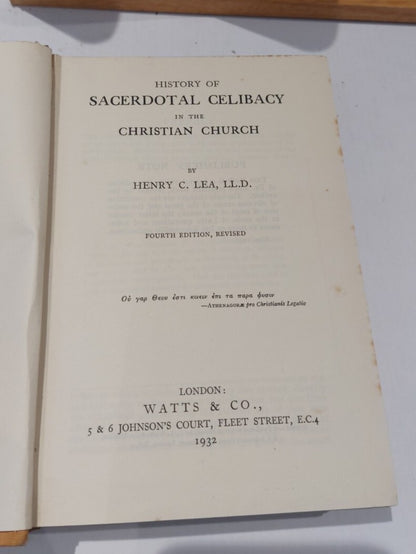 HISTORY OF
SACERDOTAL CELIBACY
IN THE
CHRISTIAN CHURCH
BY
HENRY C. LEA, LL.D.
FOURTH EDITION, REVISED
Ου γαρ Θεου εστι κινειν επι τα παρα φυσιν
—ATHENAGORÆ pro Christianis Legatio
LONDON:
WATTS & CO.,
5 & 6 JOHNSON'S COURT, FLEET STREET, E.C.4
1932